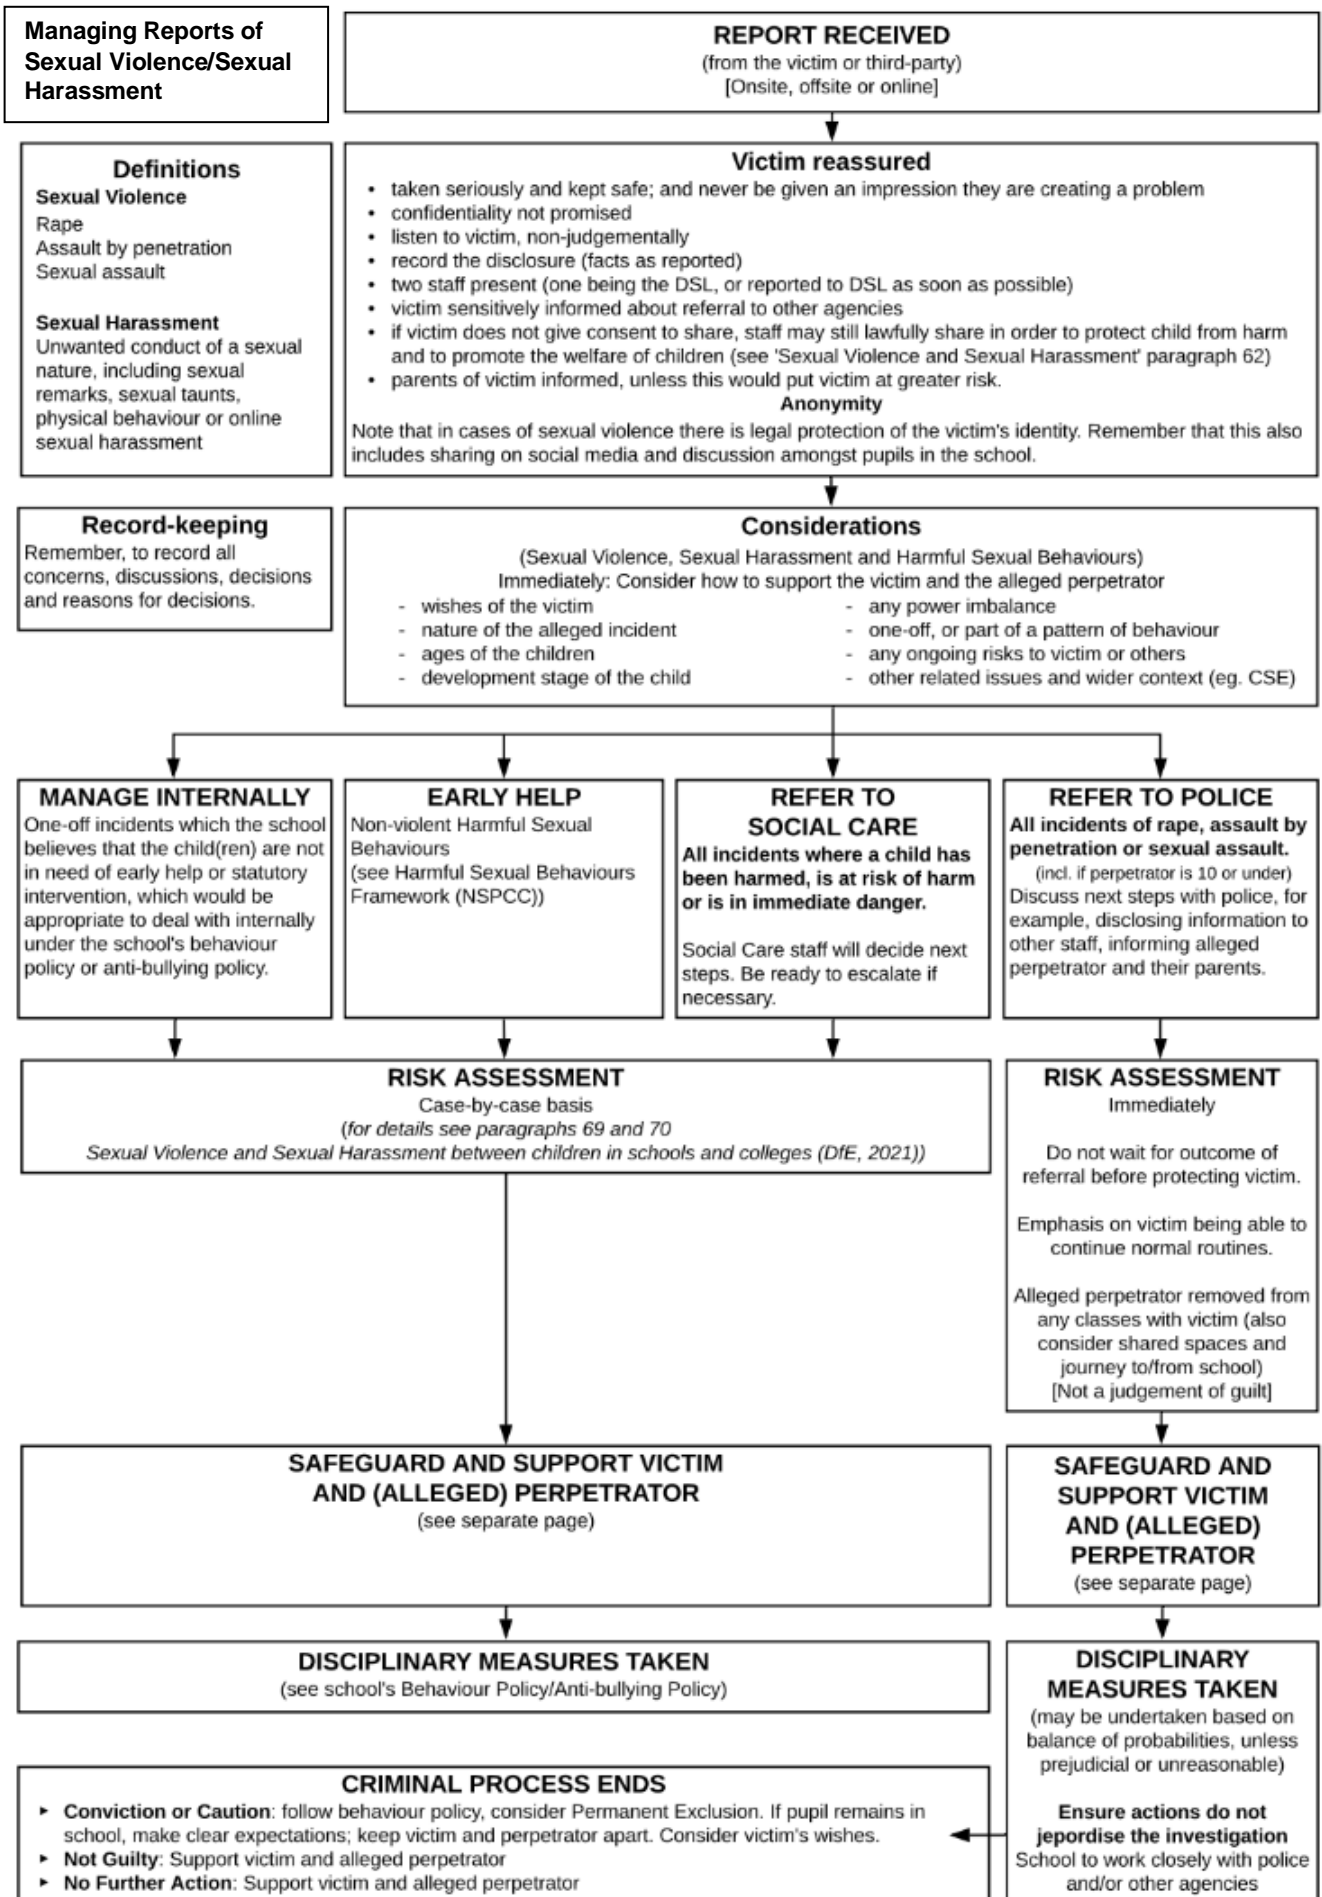 Managing Reports of
Sexual Violence/Sexual
Harassment
REPORT RECEIVED
(from the victim or third-party)
[Onsite, offsite or online]
Definitions
Sexual Violence
Rape
Assault by penetration
Sexual assault
Sexual Harassment
Unwanted conduct of a sexual
nature, including sexual
remarks, sexual taunts,
physical behaviour or online
sexual harassment
Victim reassured
• taken seriously and kept safe; and never be given an impression they are creating a problem
• confidentiality not promised
• listen to victim, non-judgementally
• record the disclosure (facts as reported)
• two staff present (one being the DSL, or reported to DSL as soon as possible)
• victim sensitively informed about referral to other agencies
• if victim does not give consent to share, staff may still lawfully share in order to protect child from harm
and to promote the welfare of children (see 'Sexual Violence and Sexual Harassment' paragraph 62)
• parents of victim informed, unless this would put victim at greater risk.
Anonymity
Note that in cases of sexual violence there is legal protection of the victim's identity. Remember that this also
includes sharing on social media and discussion amongst pupils in the school.
Record-keeping
Remember, to record all
concerns, discussions, decisions
and reasons for decisions.
Considerations
(Sexual Violence, Sexual Harassment and Harmful Sexual Behaviours)
Immediately: Consider how to support the victim and the alleged perpetrator
- wishes of the victim
- nature of the alleged incident
- ages of the children
- development stage of the child
- any power imbalance
- one-off, or part of a pattern of behaviour
- any ongoing risks to victim or others
- other related issues and wider context (eg. CSE)
MANAGE INTERNALLY
One-off incidents which the school
believes that the child(ren) are not
in need of early help or statutory
intervention, which would be
appropriate to deal with internally
under the school's behaviour
policy or anti-bullying policy.
EARLY HELP
Non-violent Harmful Sexual
Behaviours
(see Harmful Sexual Behaviours
Framework (NSPCC))
REFER TO
SOCIAL CARE
All incidents where a child has
been harmed, is at risk of harm
or is in immediate danger.
Social Care staff will decide next
steps. Be ready to escalate if
necessary.
REFER TO POLICE
All incidents of rape, assault by
penetration or sexual assault.
(incl. if perpetrator is 10 or under)
Discuss next steps with police, for
example, disclosing information to
other staff, informing alleged
perpetrator and their parents.
RISK ASSESSMENT
Case-by-case basis
(for details see paragraphs 69 and 70
Sexual Violence and Sexual Harassment between children in schools and colleges (DfE, 2021))
RISK ASSESSMENT
Immediately
Do not wait for outcome of
referral before protecting victim.
Emphasis on victim being able to
continue normal routines.
Alleged perpetrator removed from
any classes with victim (also
consider shared spaces and
journey to/from school)
[Not a judgement of guilt]
SAFEGUARD AND SUPPORT VICTIM
AND (ALLEGED) PERPETRATOR
(see separate page)
SAFEGUARD AND
SUPPORT VICTIM
AND (ALLEGED)
PERPETRATOR
(see separate page)
DISCIPLINARY MEASURES TAKEN
(see school's Behaviour Policy/Anti-bullying Policy)
DISCIPLINARY
MEASURES TAKEN
(may be undertaken based on
balance of probabilities, unless
prejudicial or unreasonable)
Ensure actions do not
jepordise the investigation
School to work closely with police
and/or other agencies
CRIMINAL PROCESS ENDS
► Conviction or Caution: follow behaviour policy, consider Permanent Exclusion. If pupil remains in
school, make clear expectations; keep victim and perpetrator apart. Consider victim's wishes.
► Not Guilty: Support victim and alleged perpetrator
► No Further Action: Support victim and alleged perpetrator